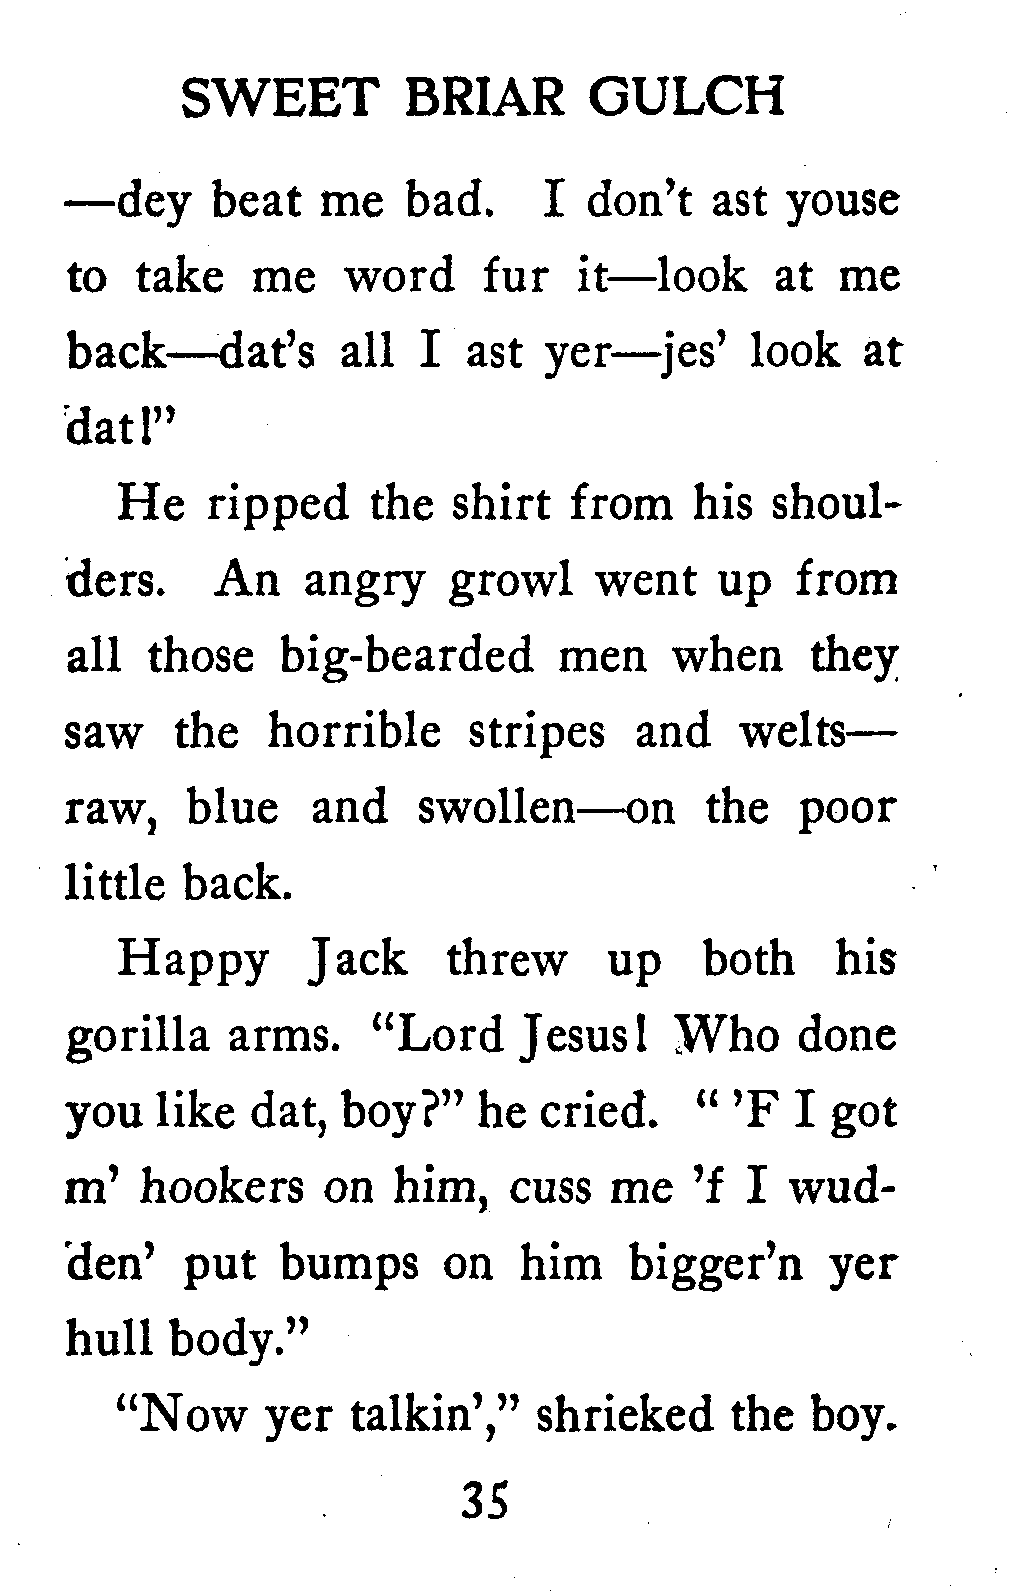 SWEET BRIAR GULCH
—dey beat me bad. I don't ast youse
to take me word fur it—look at me
back—dat's all I ast yer—jes' look at
dat!"
He ripped the shirt from his shoul-
ders. An angry growl went up from
all those big-bearded men when they
saw the horrible stripes and welts—
raw, blue and swollen—on the poor
little back.
Happy Jack threw up both his
gorilla arms. "Lord Jesus! Who done
you like dat, boy?" he cried. " 'F I got
m' hookers on him, cuss me 'f I wud-
den' put bumps on him bigger'n yer
hull body."
"Now yer talkin'," shrieked the boy.
35